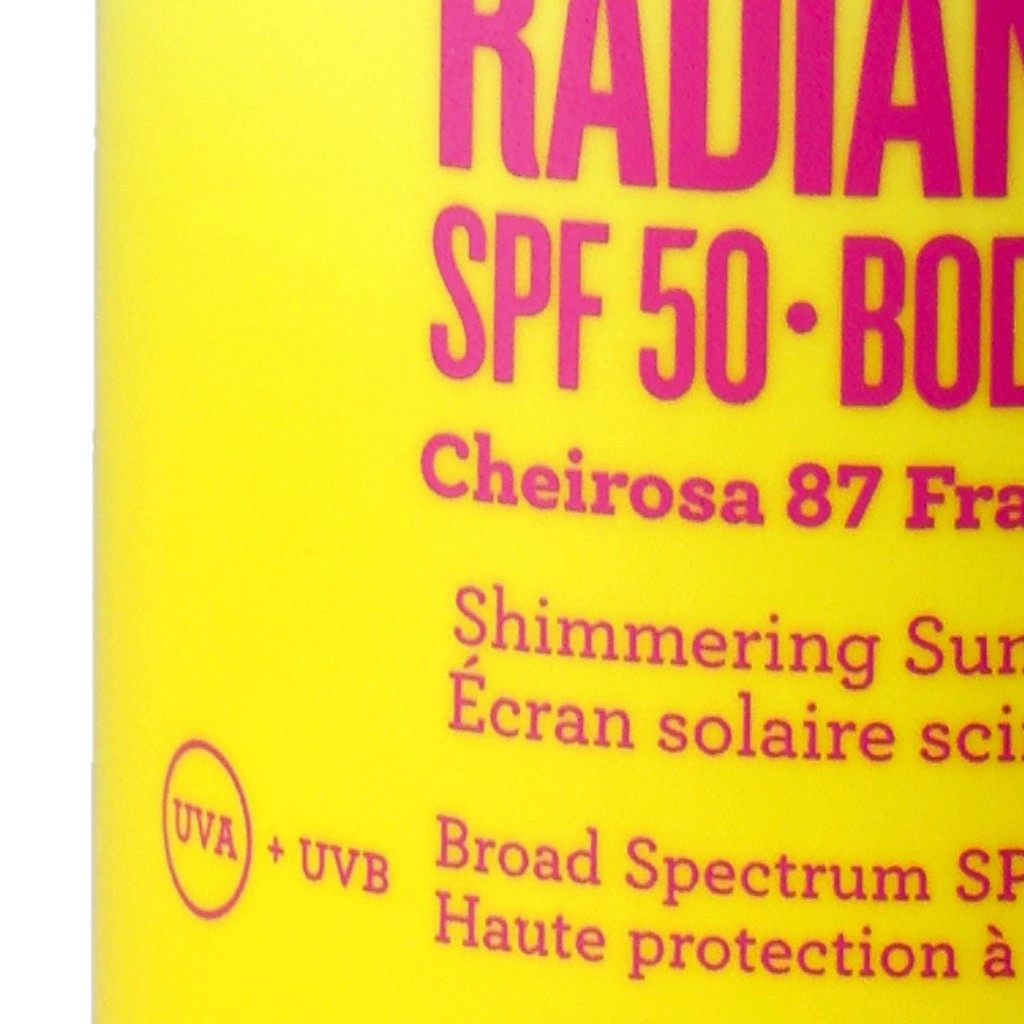 RADIAN
SPF 50 • BOD
Cheirosa 87 Fra
Shimmering Sun
Écran solaire sci
UVA + UVB
Broad Spectrum SP
Haute protection à